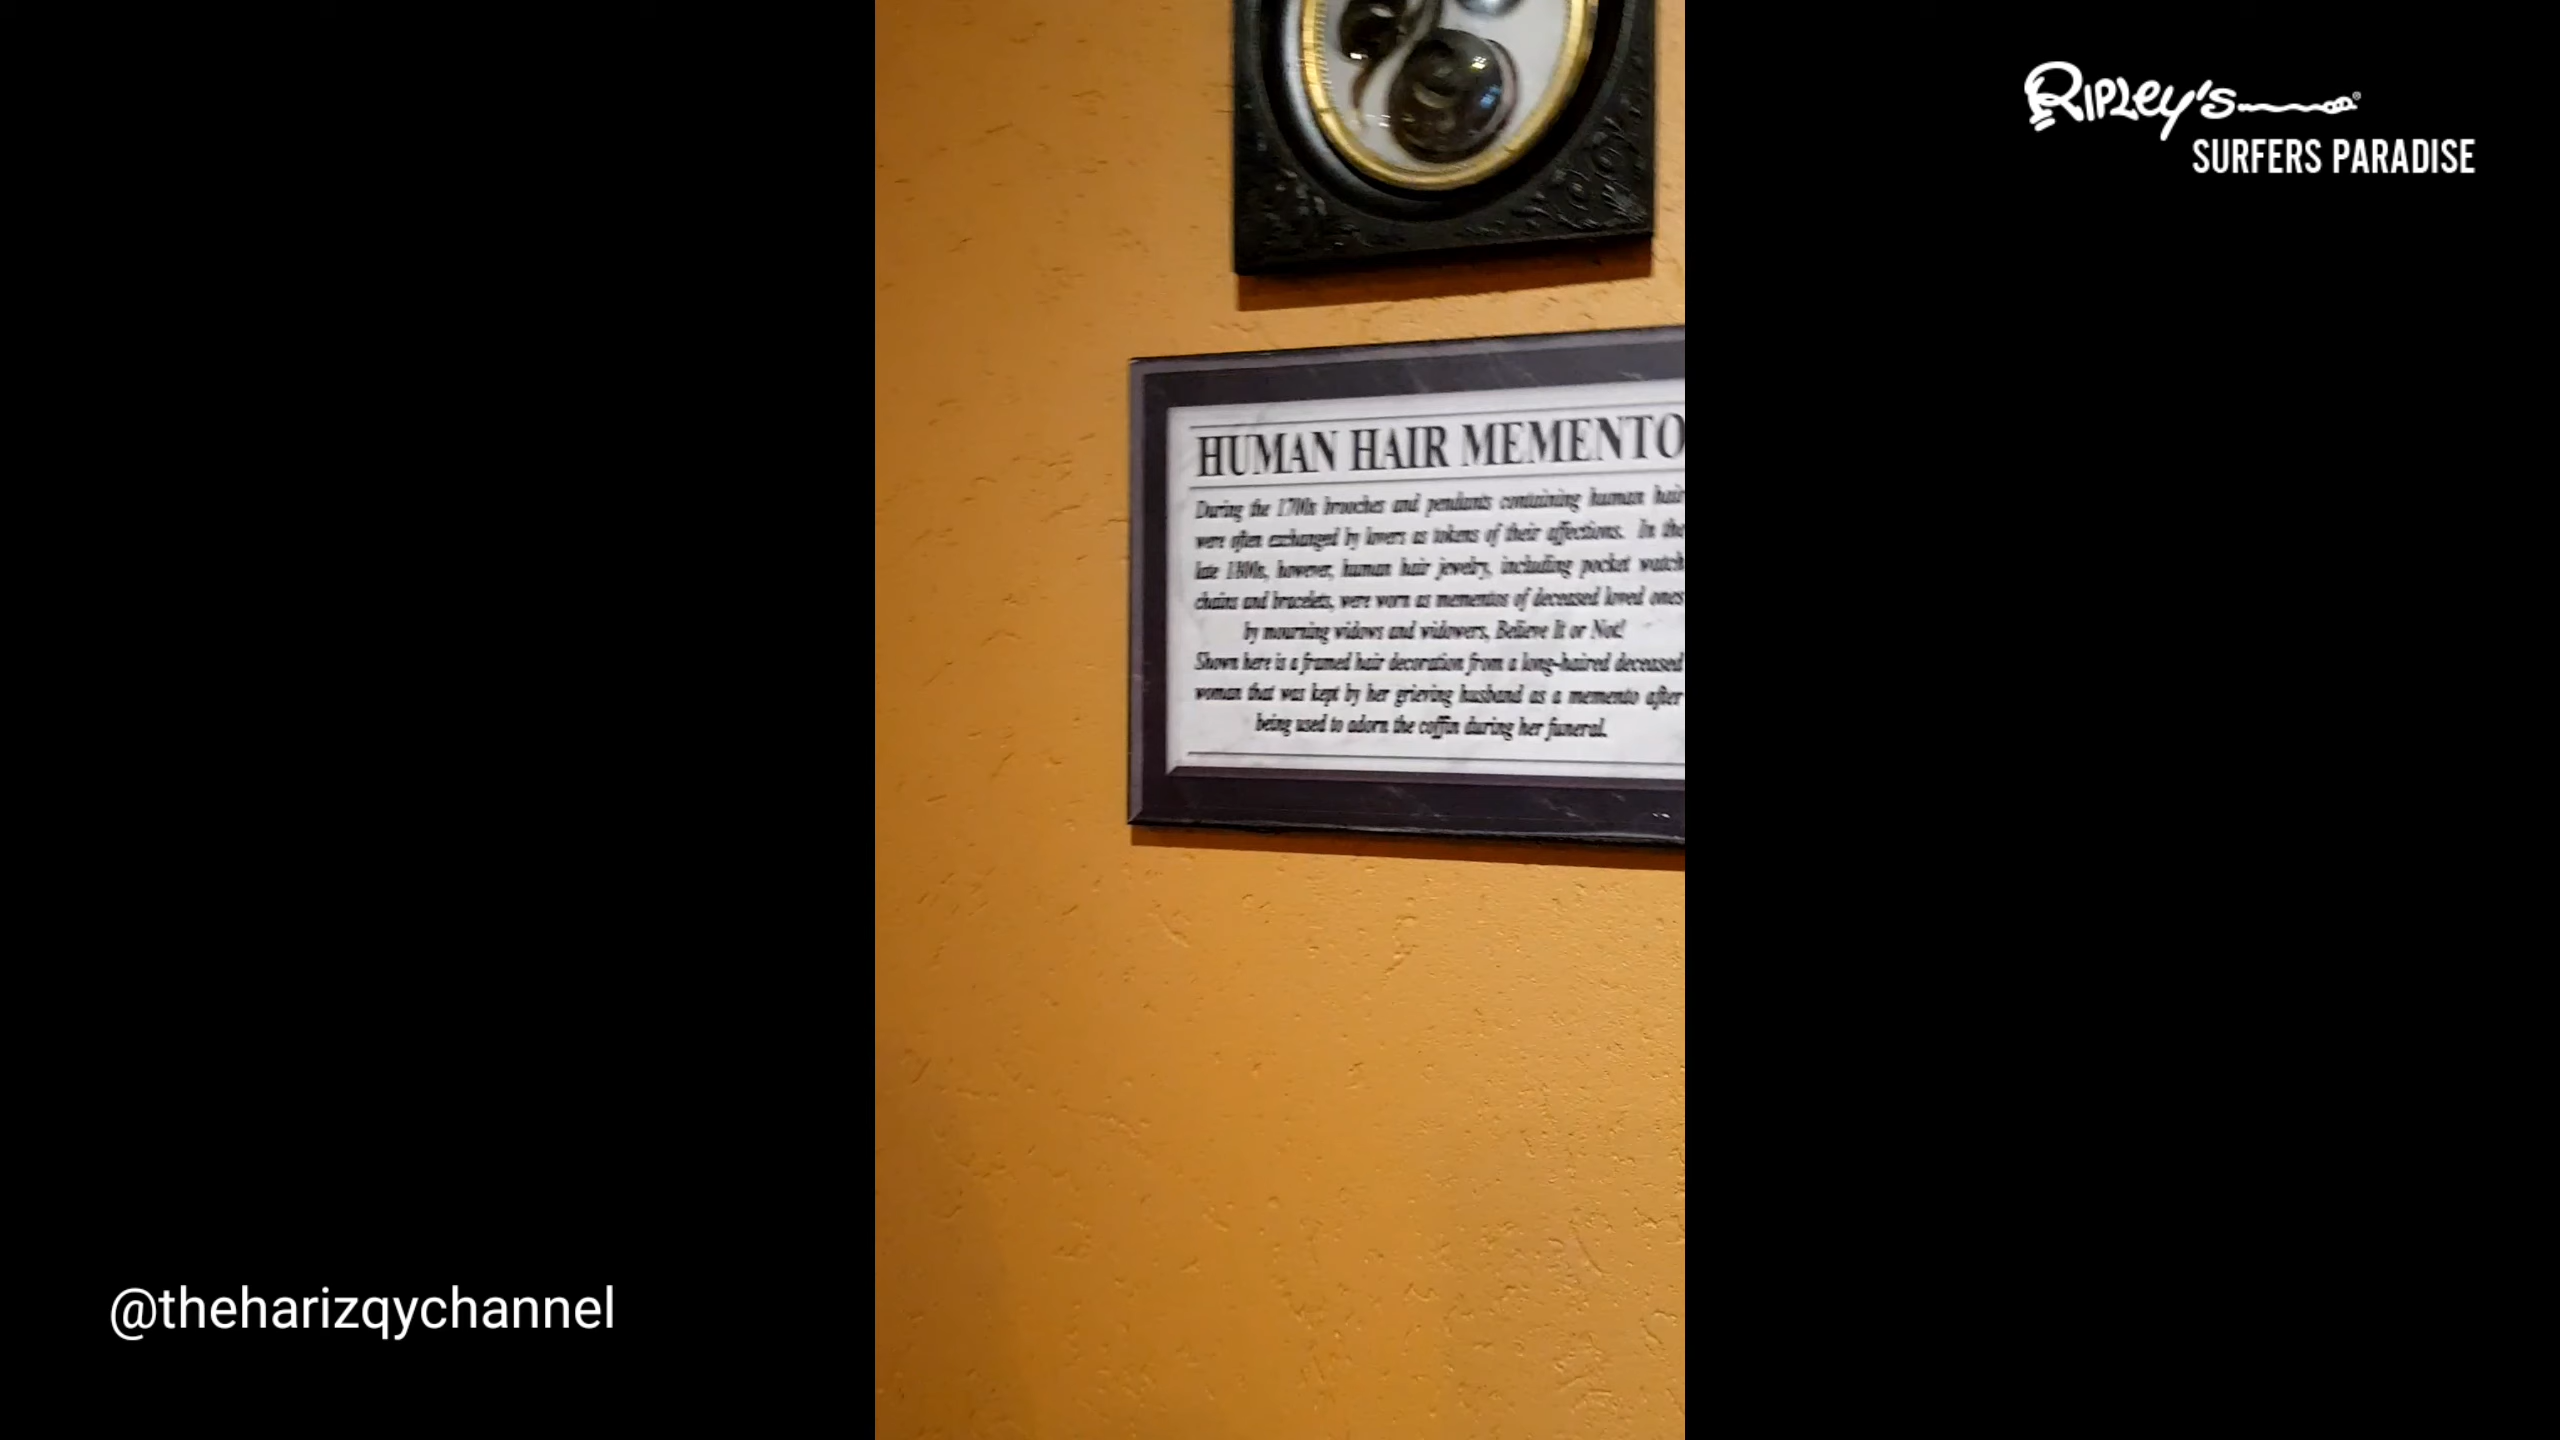 RIPLEY'S
SURFERS PARADISE
HUMAN HAIR MEMENTO
During the 1700s brooches and pendants containing human hair
were often exchanged by lovers as tokens of their affections. In the
late 1800s, however, human hair jewelry, including pocket watch
chains and bracelets, were worn as mementos of deceased loved ones
by mourning widows and widowers, Believe It or Not!
Shown here is a framed hair decoration from a long-haired deceased
woman that was kept by her grieving husband as a memento after
being used to adorn the coffin during her funeral.
@theharizqychannel